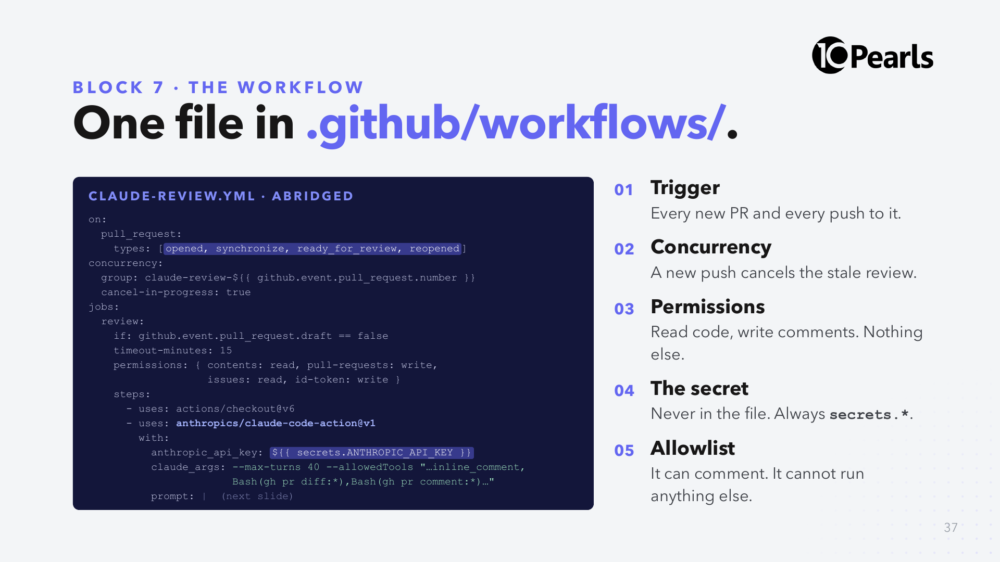 10Pearls
BLOCK 7 · THE WORKFLOW
One file in .github/workflows/.
CLAUDE-REVIEW.YML · ABRIDGED
on:
  pull_request:
    types: [opened, synchronize, ready_for_review, reopened]
concurrency:
  group: claude-review-${{ github.event.pull_request.number }}
  cancel-in-progress: true
jobs:
  review:
    if: github.event.pull_request.draft == false
    timeout-minutes: 15
    permissions: { contents: read, pull-requests: write,
                   issues: read, id-token: write }
    steps:
      - uses: actions/checkout@v6
      - uses: anthropics/claude-code-action@v1
        with:
          anthropic_api_key: ${{ secrets.ANTHROPIC_API_KEY }}
          claude_args: --max-turns 40 --allowedTools "…inline_comment,
                       Bash(gh pr diff:*),Bash(gh pr comment:*)…"
          prompt: |  (next slide)
01 Trigger
Every new PR and every push to it.
02 Concurrency
A new push cancels the stale review.
03 Permissions
Read code, write comments. Nothing
else.
04 The secret
Never in the file. Always secrets.*.
05 Allowlist
It can comment. It cannot run
anything else.
37